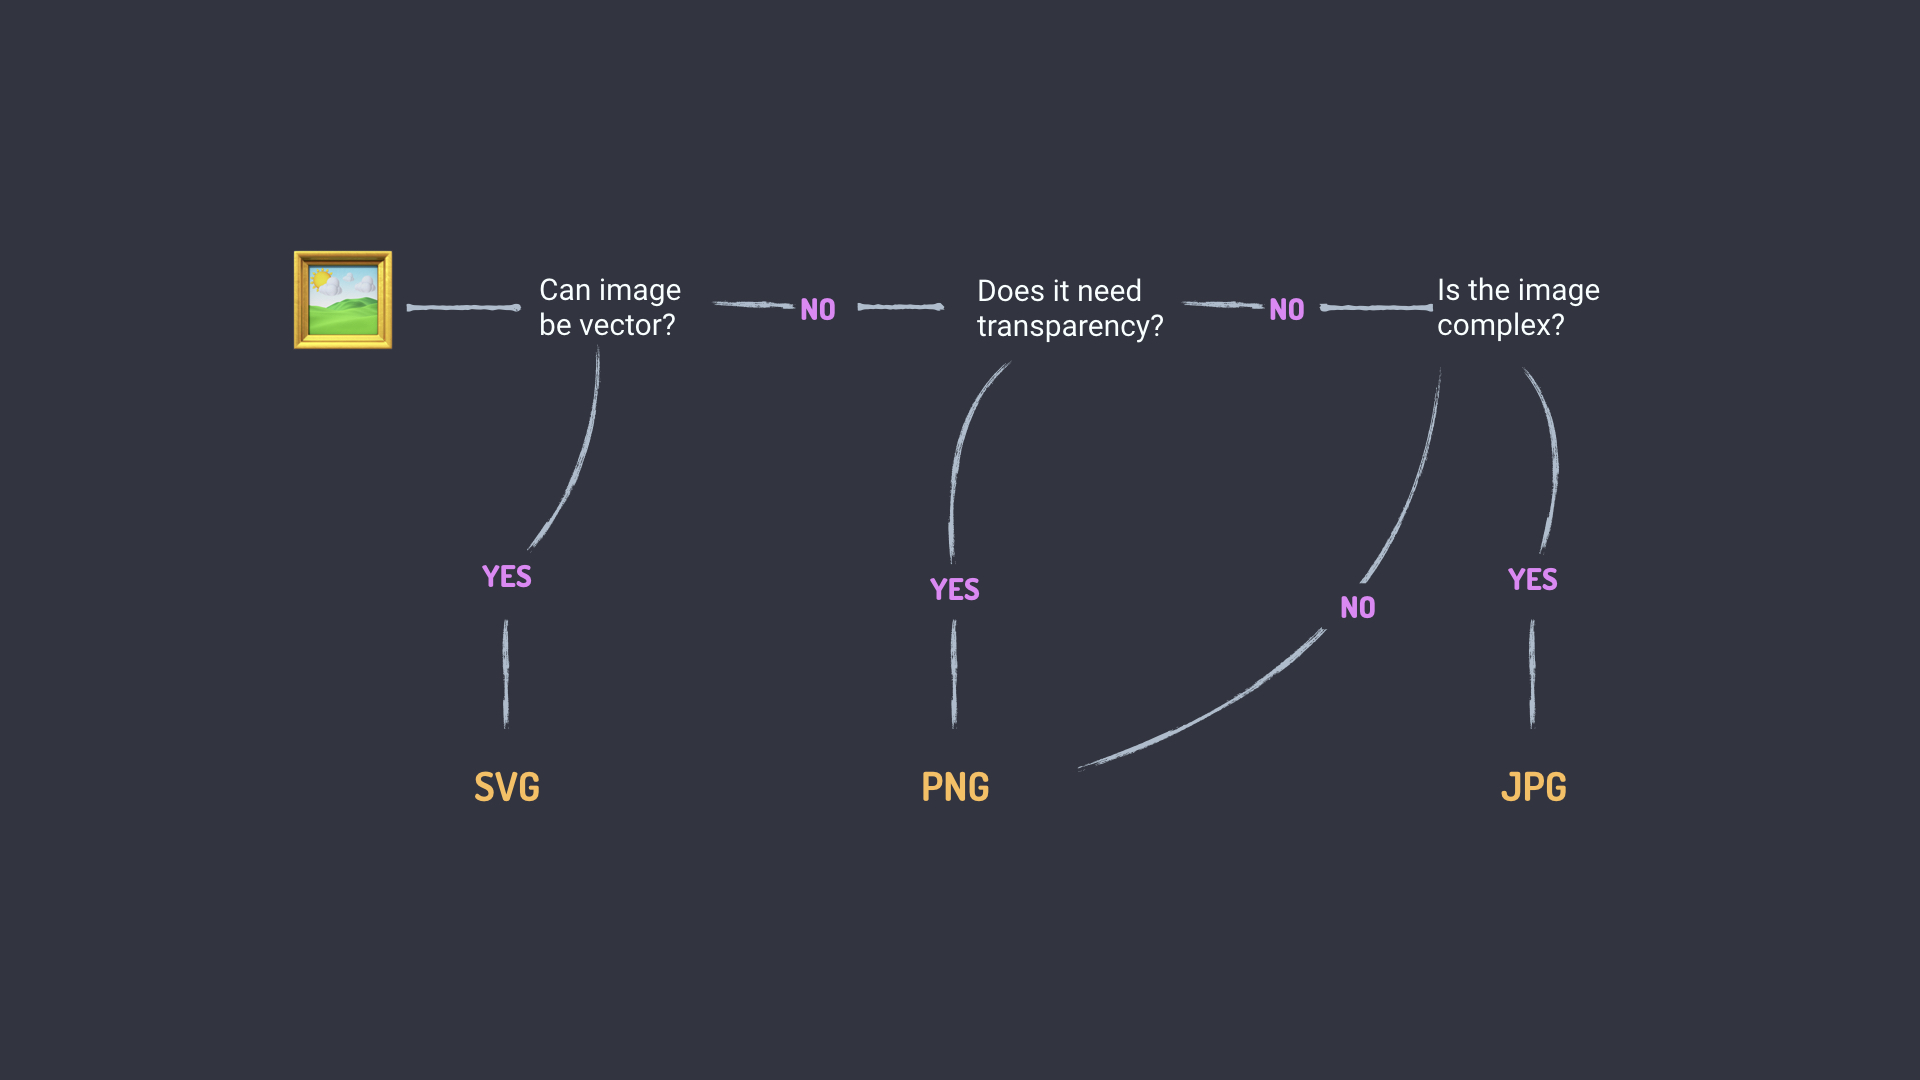 Can image
be vector?
NO
Does it need
transparency?
NO
Is the image
complex?
YES
YES
NO
YES
SVG
PNG
JPG